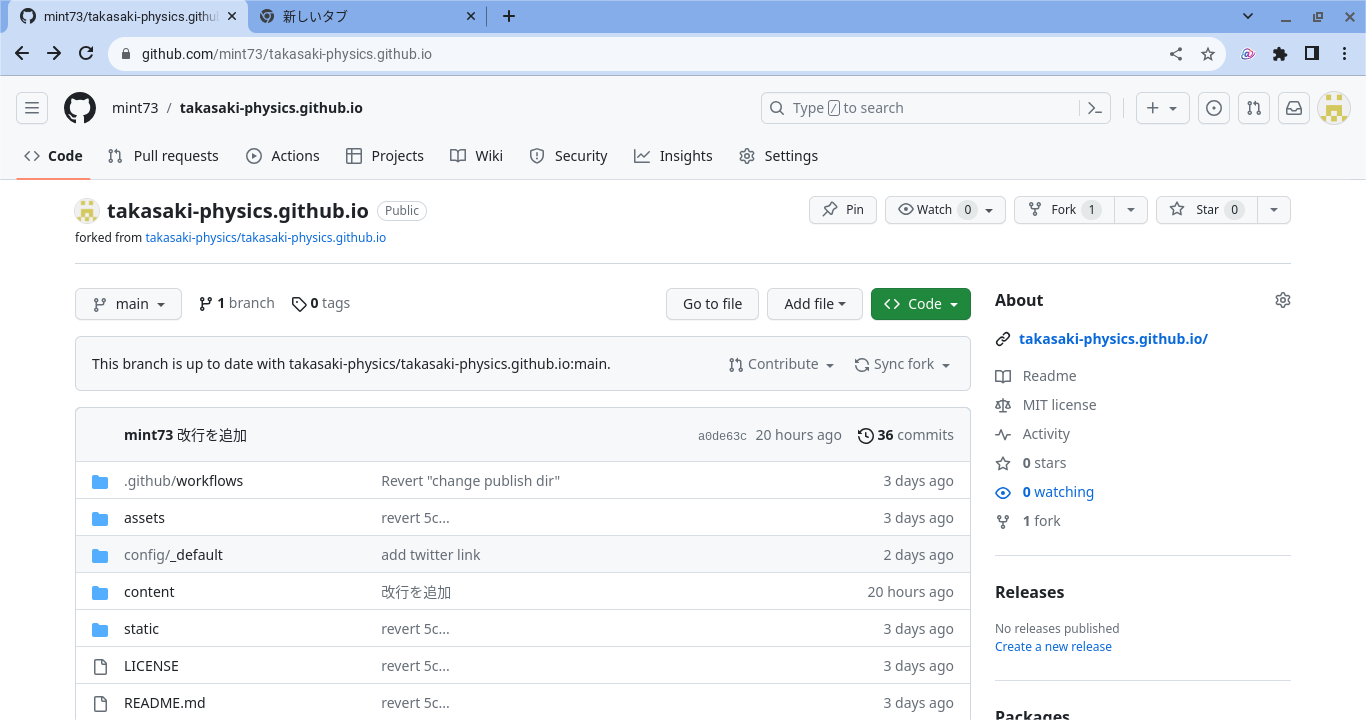 mint73/takasaki-physics.githu
新しいタブ
github.com/mint73/takasaki-physics.github.io
mint73 / takasaki-physics.github.io
Type / to search
Code Pull requests Actions Projects Wiki Security Insights Settings
takasaki-physics.github.io Public
Pin Watch 0 Fork 1 Star 0
forked from takasaki-physics/takasaki-physics.github.io
main 1 branch 0 tags Go to file Add file Code
This branch is up to date with takasaki-physics/takasaki-physics.github.io:main. Contribute Sync fork
mint73 改行を追加 a0de63c 20 hours ago 36 commits
.github/workflows Revert "change publish dir" 3 days ago
assets revert 5c... 3 days ago
config/_default add twitter link 2 days ago
content 改行を追加 20 hours ago
static revert 5c... 3 days ago
LICENSE revert 5c... 3 days ago
README.md revert 5c... 3 days ago
About
takasaki-physics.github.io/
Readme
MIT license
Activity
0 stars
0 watching
1 fork
Releases
No releases published
Create a new release
Packages